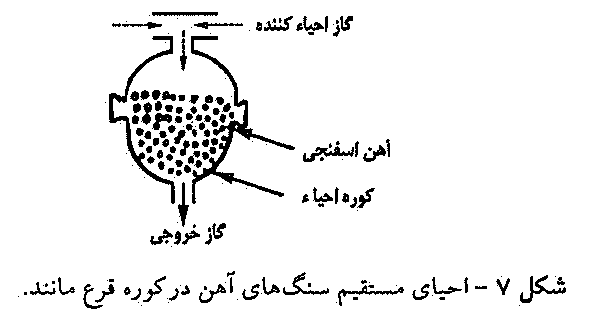 گاز احیاء کننده
آهن اسفنجی
کوره احیاء
گاز خروجی
شکل ۷ - احیای مستقیم سنگ‌های آهن در کوره قرع مانند.